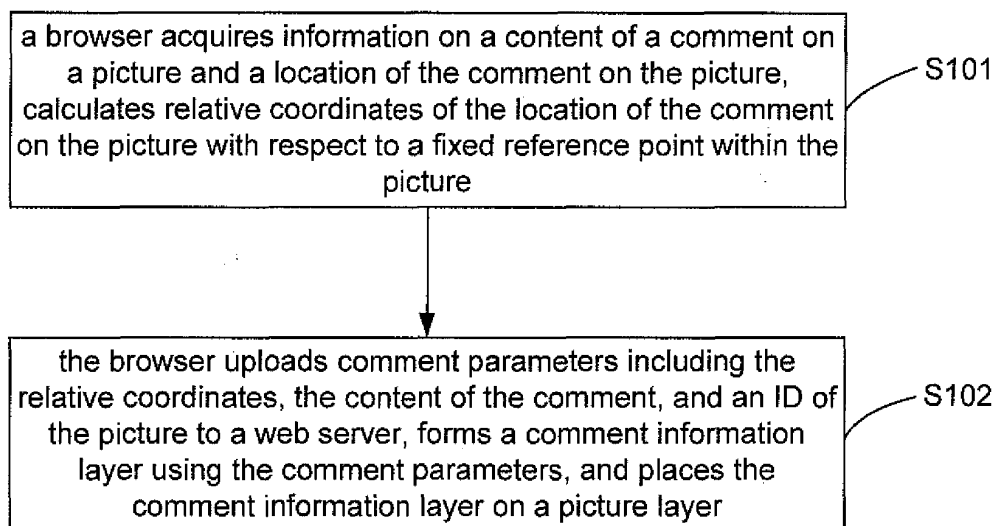 a browser acquires information on a content of a comment on
a picture and a location of the comment on the picture,
calculates relative coordinates of the location of the comment
on the picture with respect to a fixed reference point within the
picture
S101
the browser uploads comment parameters including the
relative coordinates, the content of the comment, and an ID of
the picture to a web server, forms a comment information
layer using the comment parameters, and places the
comment information layer on a picture layer
S102